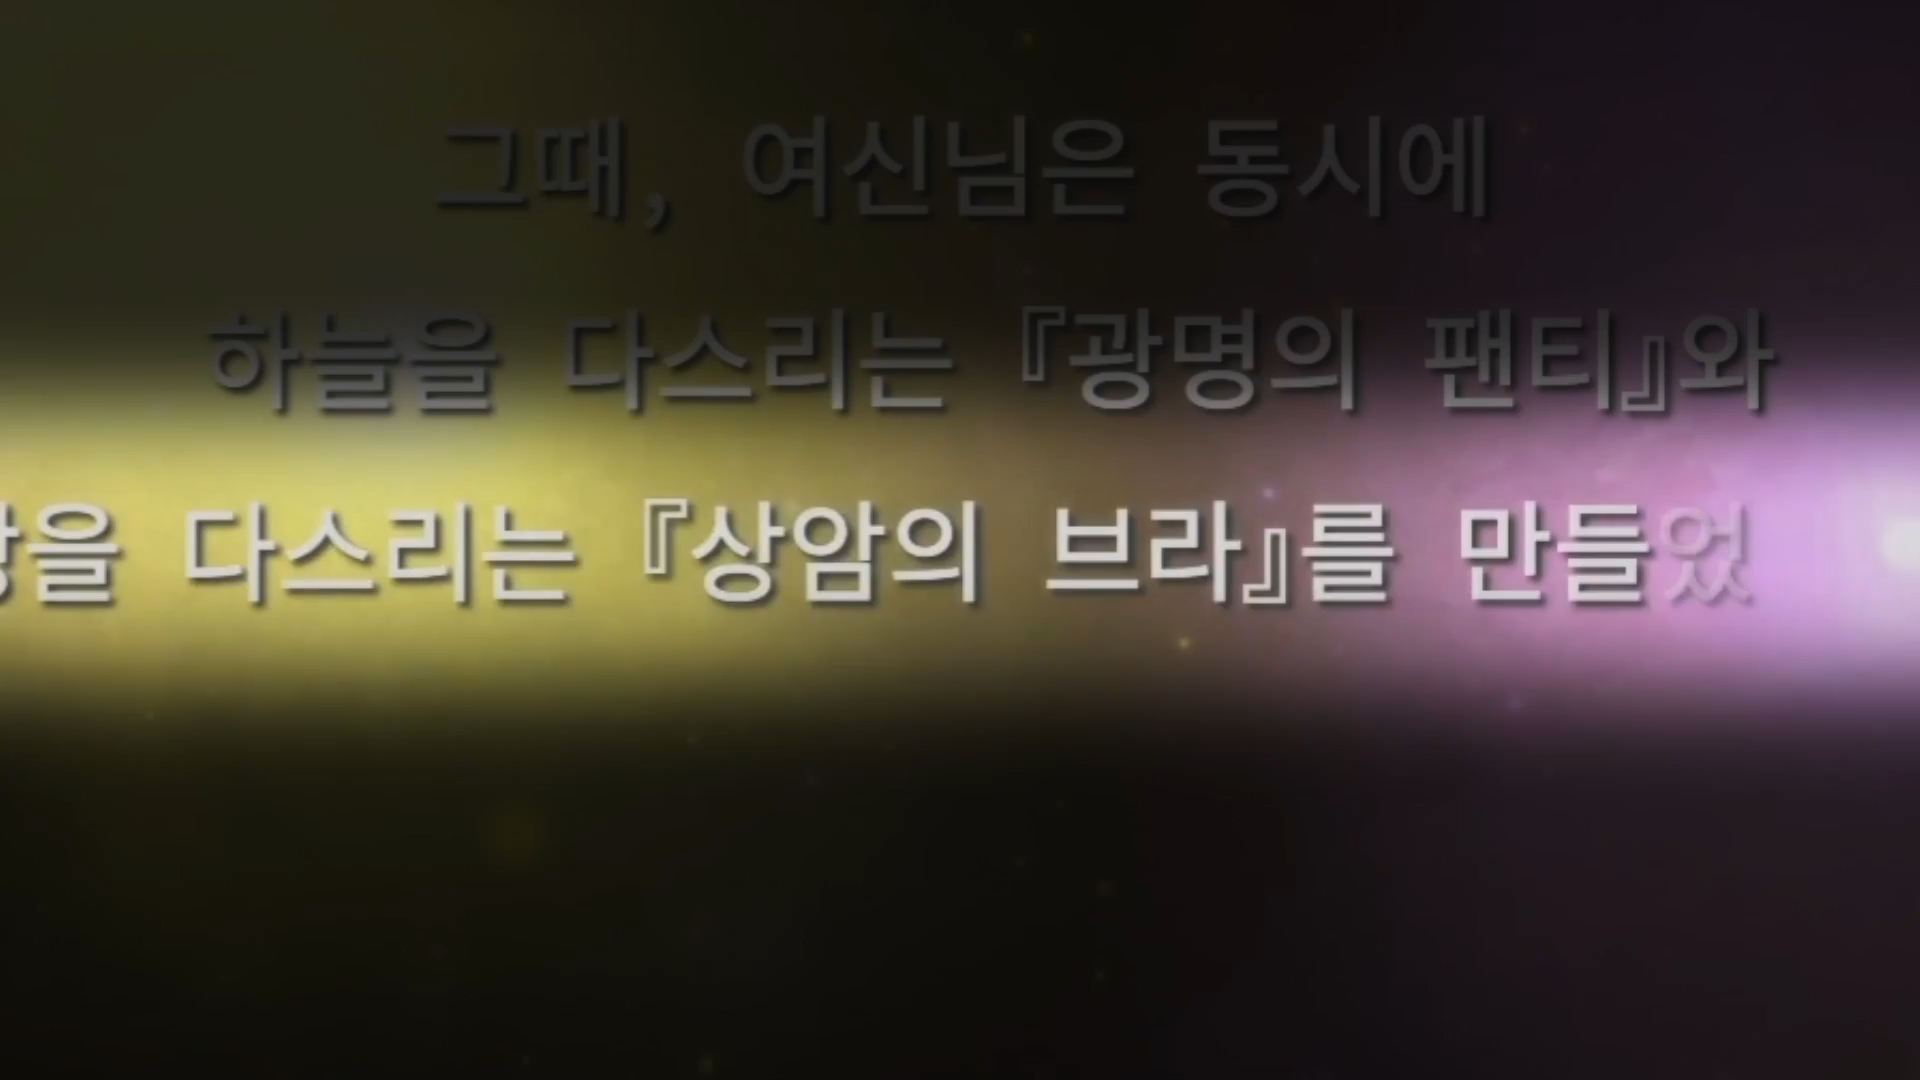 그때, 여신님은 동시에
하늘을 다스리는 『광명의 팬티』와
다스리는 『상암의 브라』를 만들었